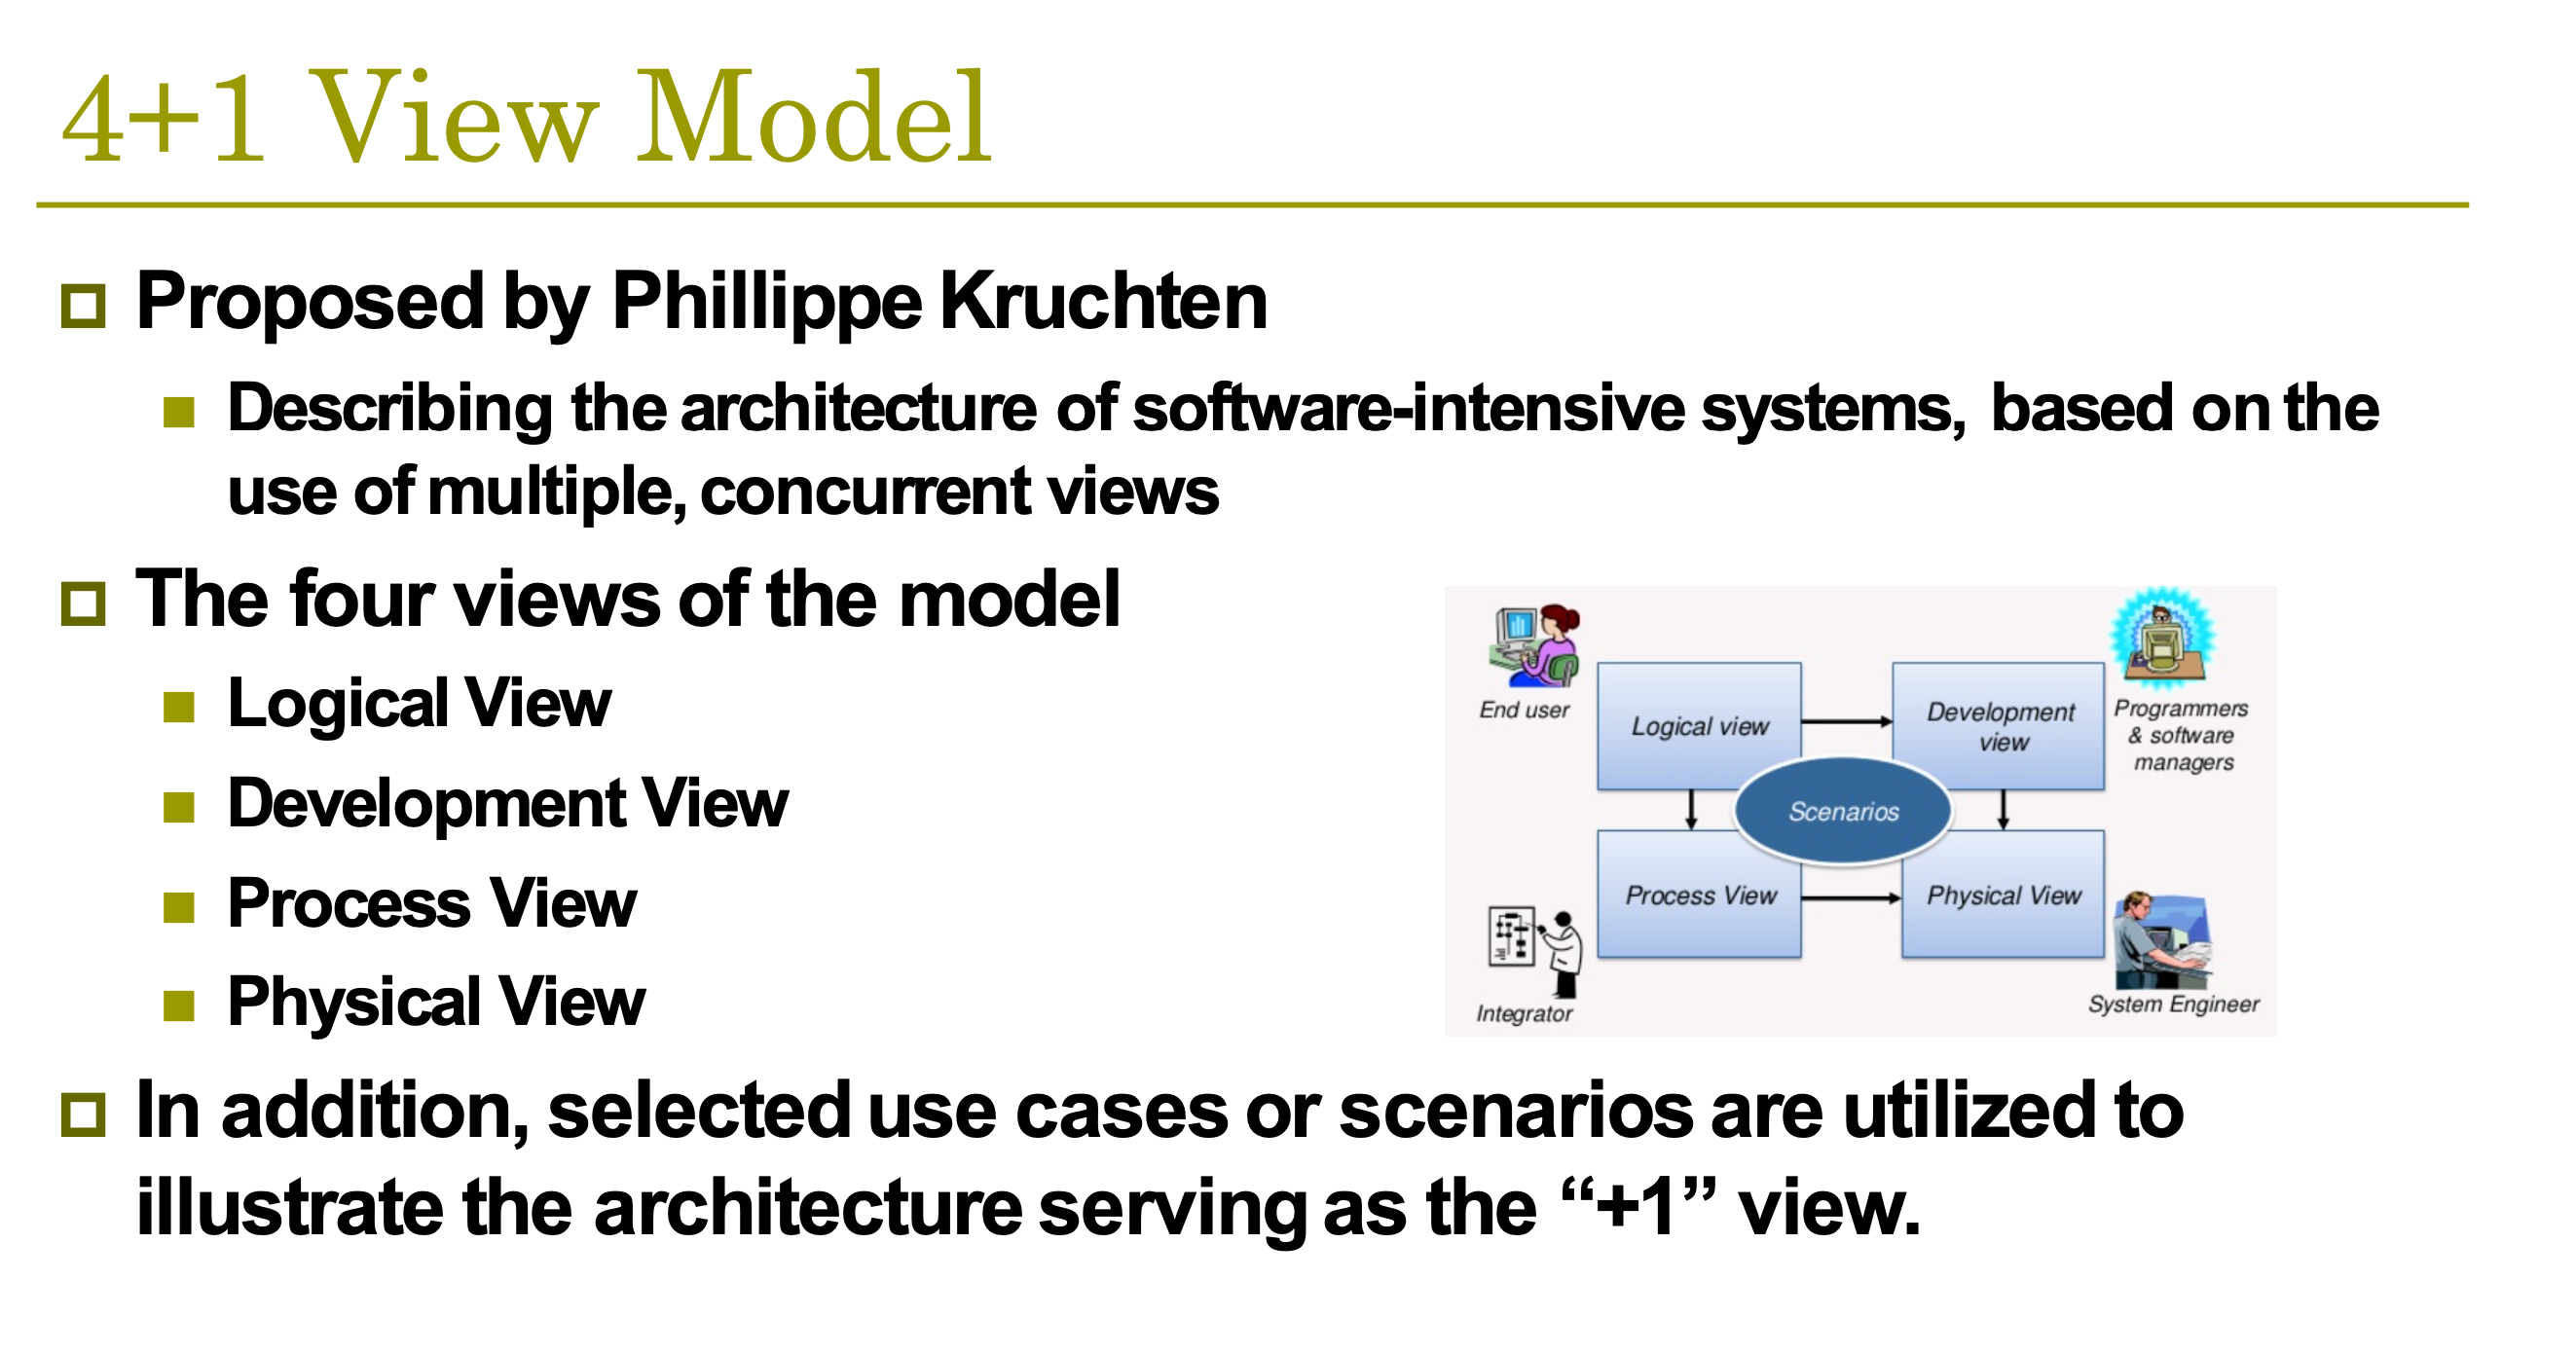 4+1 View Model
Proposed by Phillippe Kruchten
Describing the architecture of software-intensive systems, based on the
use of multiple, concurrent views
The four views of the model
Logical View
Development View
Process View
Physical View
End user
Logical view
Development
view
Programmers
& software
managers
Scenarios
Process View
Physical View
Integrator
System Engineer
In addition, selected use cases or scenarios are utilized to
illustrate the architecture serving as the “+1” view.